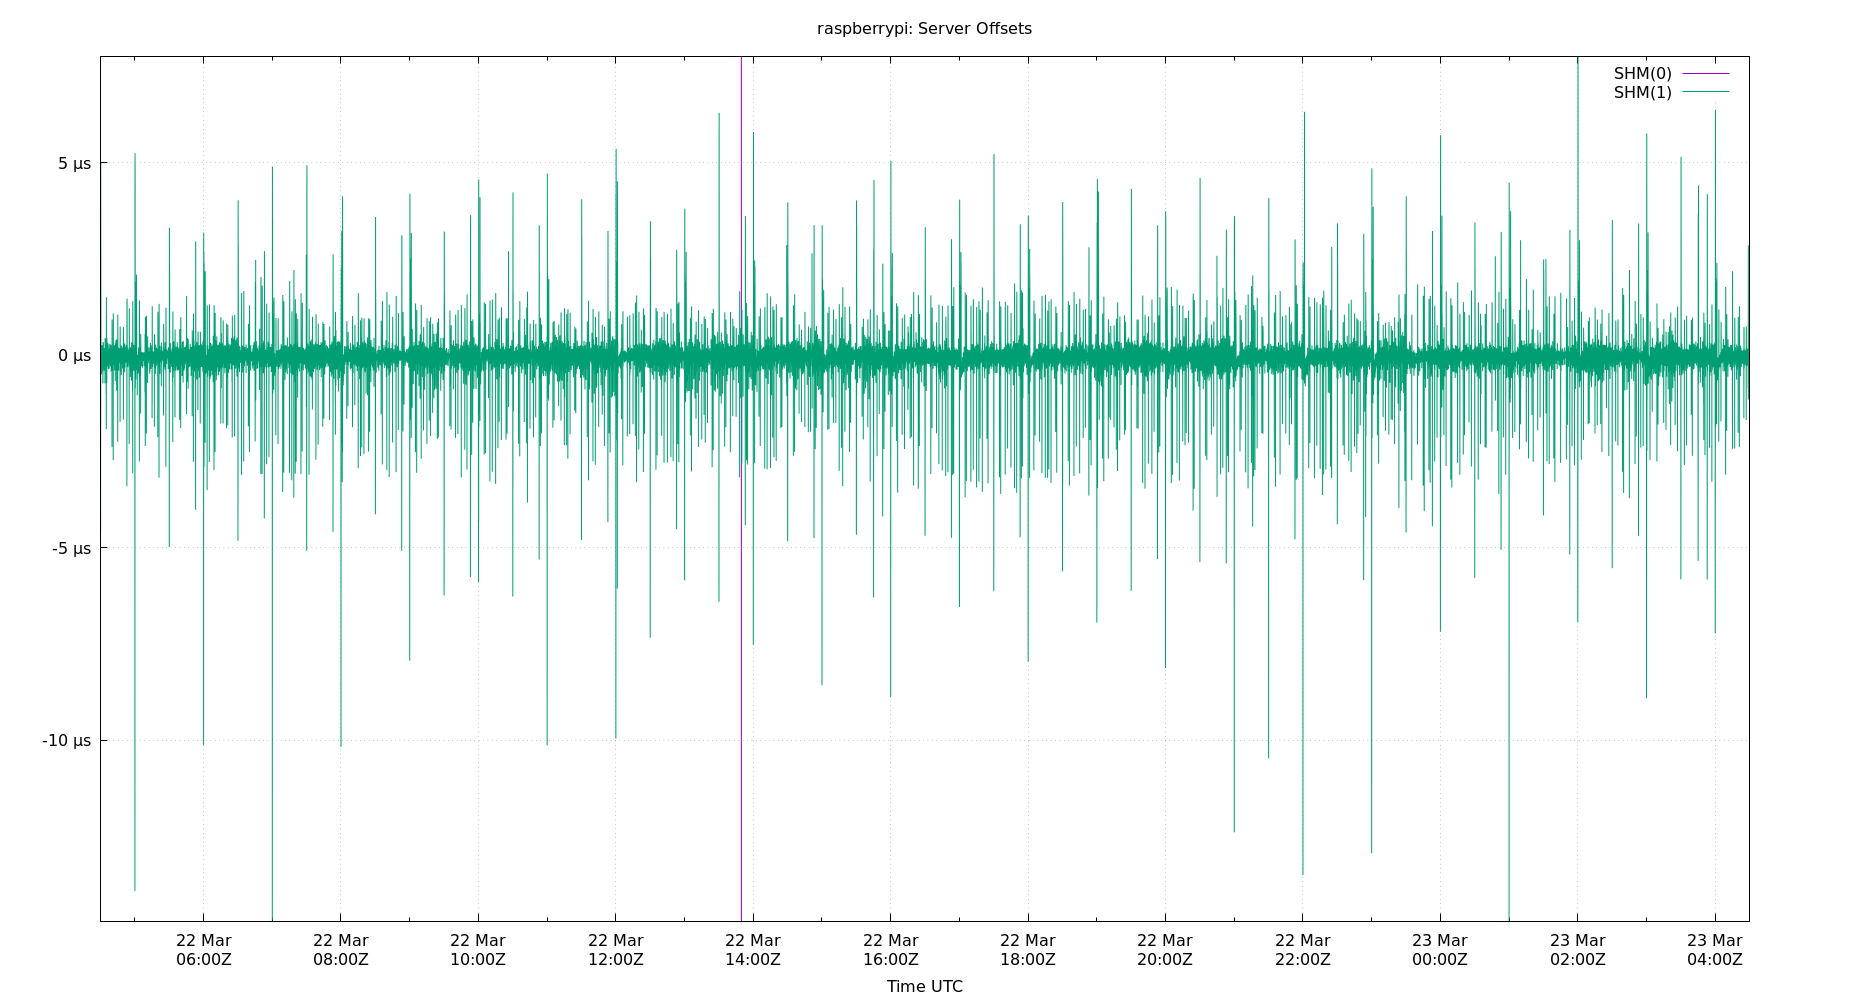 raspberrypi: Server Offsets
SHM(0)
SHM(1)
5 µs
0 µs
-5 µs
-10 µs
22 Mar 22 Mar 22 Mar 22 Mar 22 Mar 22 Mar 22 Mar 22 Mar 22 Mar 23 Mar 23 Mar 23 Mar
06:00Z 08:00Z 10:00Z 12:00Z 14:00Z 16:00Z 18:00Z 20:00Z 22:00Z 00:00Z 02:00Z 04:00Z
Time UTC